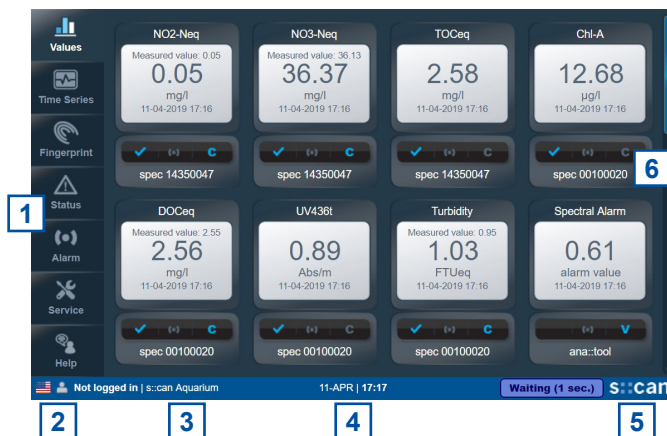 Values
Time Series
Fingerprint
Status
Alarm
Service
Help
NO2-Neq
Measured value: 0.05
0.05
mg/l
11-04-2019 17:16
C
spec 14350047
NO3-Neq
Measured value: 36.13
36.37
mg/l
11-04-2019 17:16
C
spec 14350047
TOCeq
2.58
mg/l
11-04-2019 17:16
C
spec 14350047
Chl-A
12.68
µg/l
11-04-2019 17:16
C
spec 00100020
DOCeq
Measured value: 2.55
2.56
mg/l
11-04-2019 17:16
C
spec 00100020
UV436t
0.89
Abs/m
11-04-2019 17:16
C
spec 00100020
Turbidity
Measured value: 0.95
1.03
FTUeq
11-04-2019 17:16
C
spec 00100020
Spectral Alarm
0.61
alarm value
11-04-2019 17:16
V
ana::tool
Not logged in | s::can Aquarium
11-APR | 17:17
Waiting (1 sec.)
s::can
1
2
3
4
5
6